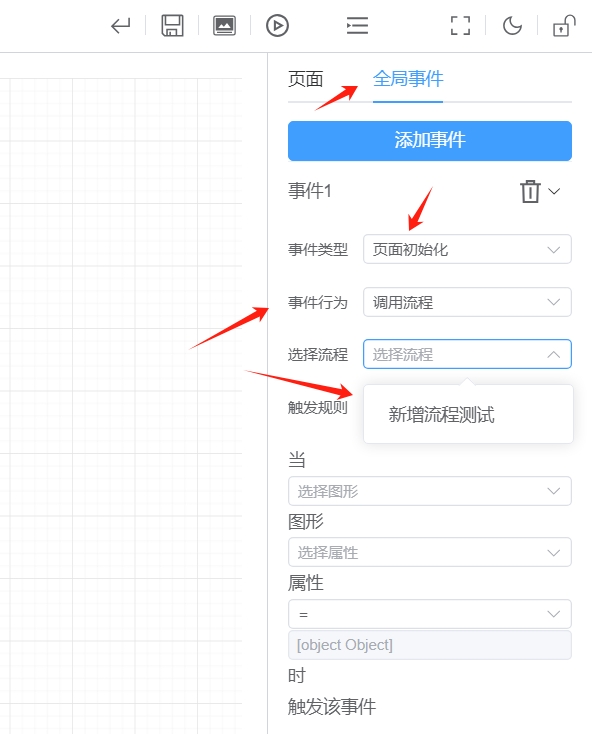 页面 全局事件
添加事件
事件1
事件类型 页面初始化
事件行为 调用流程
选择流程 选择流程
触发规则
新增流程测试
当
选择图形
图形
选择属性
属性
=
[object Object]
时
触发该事件